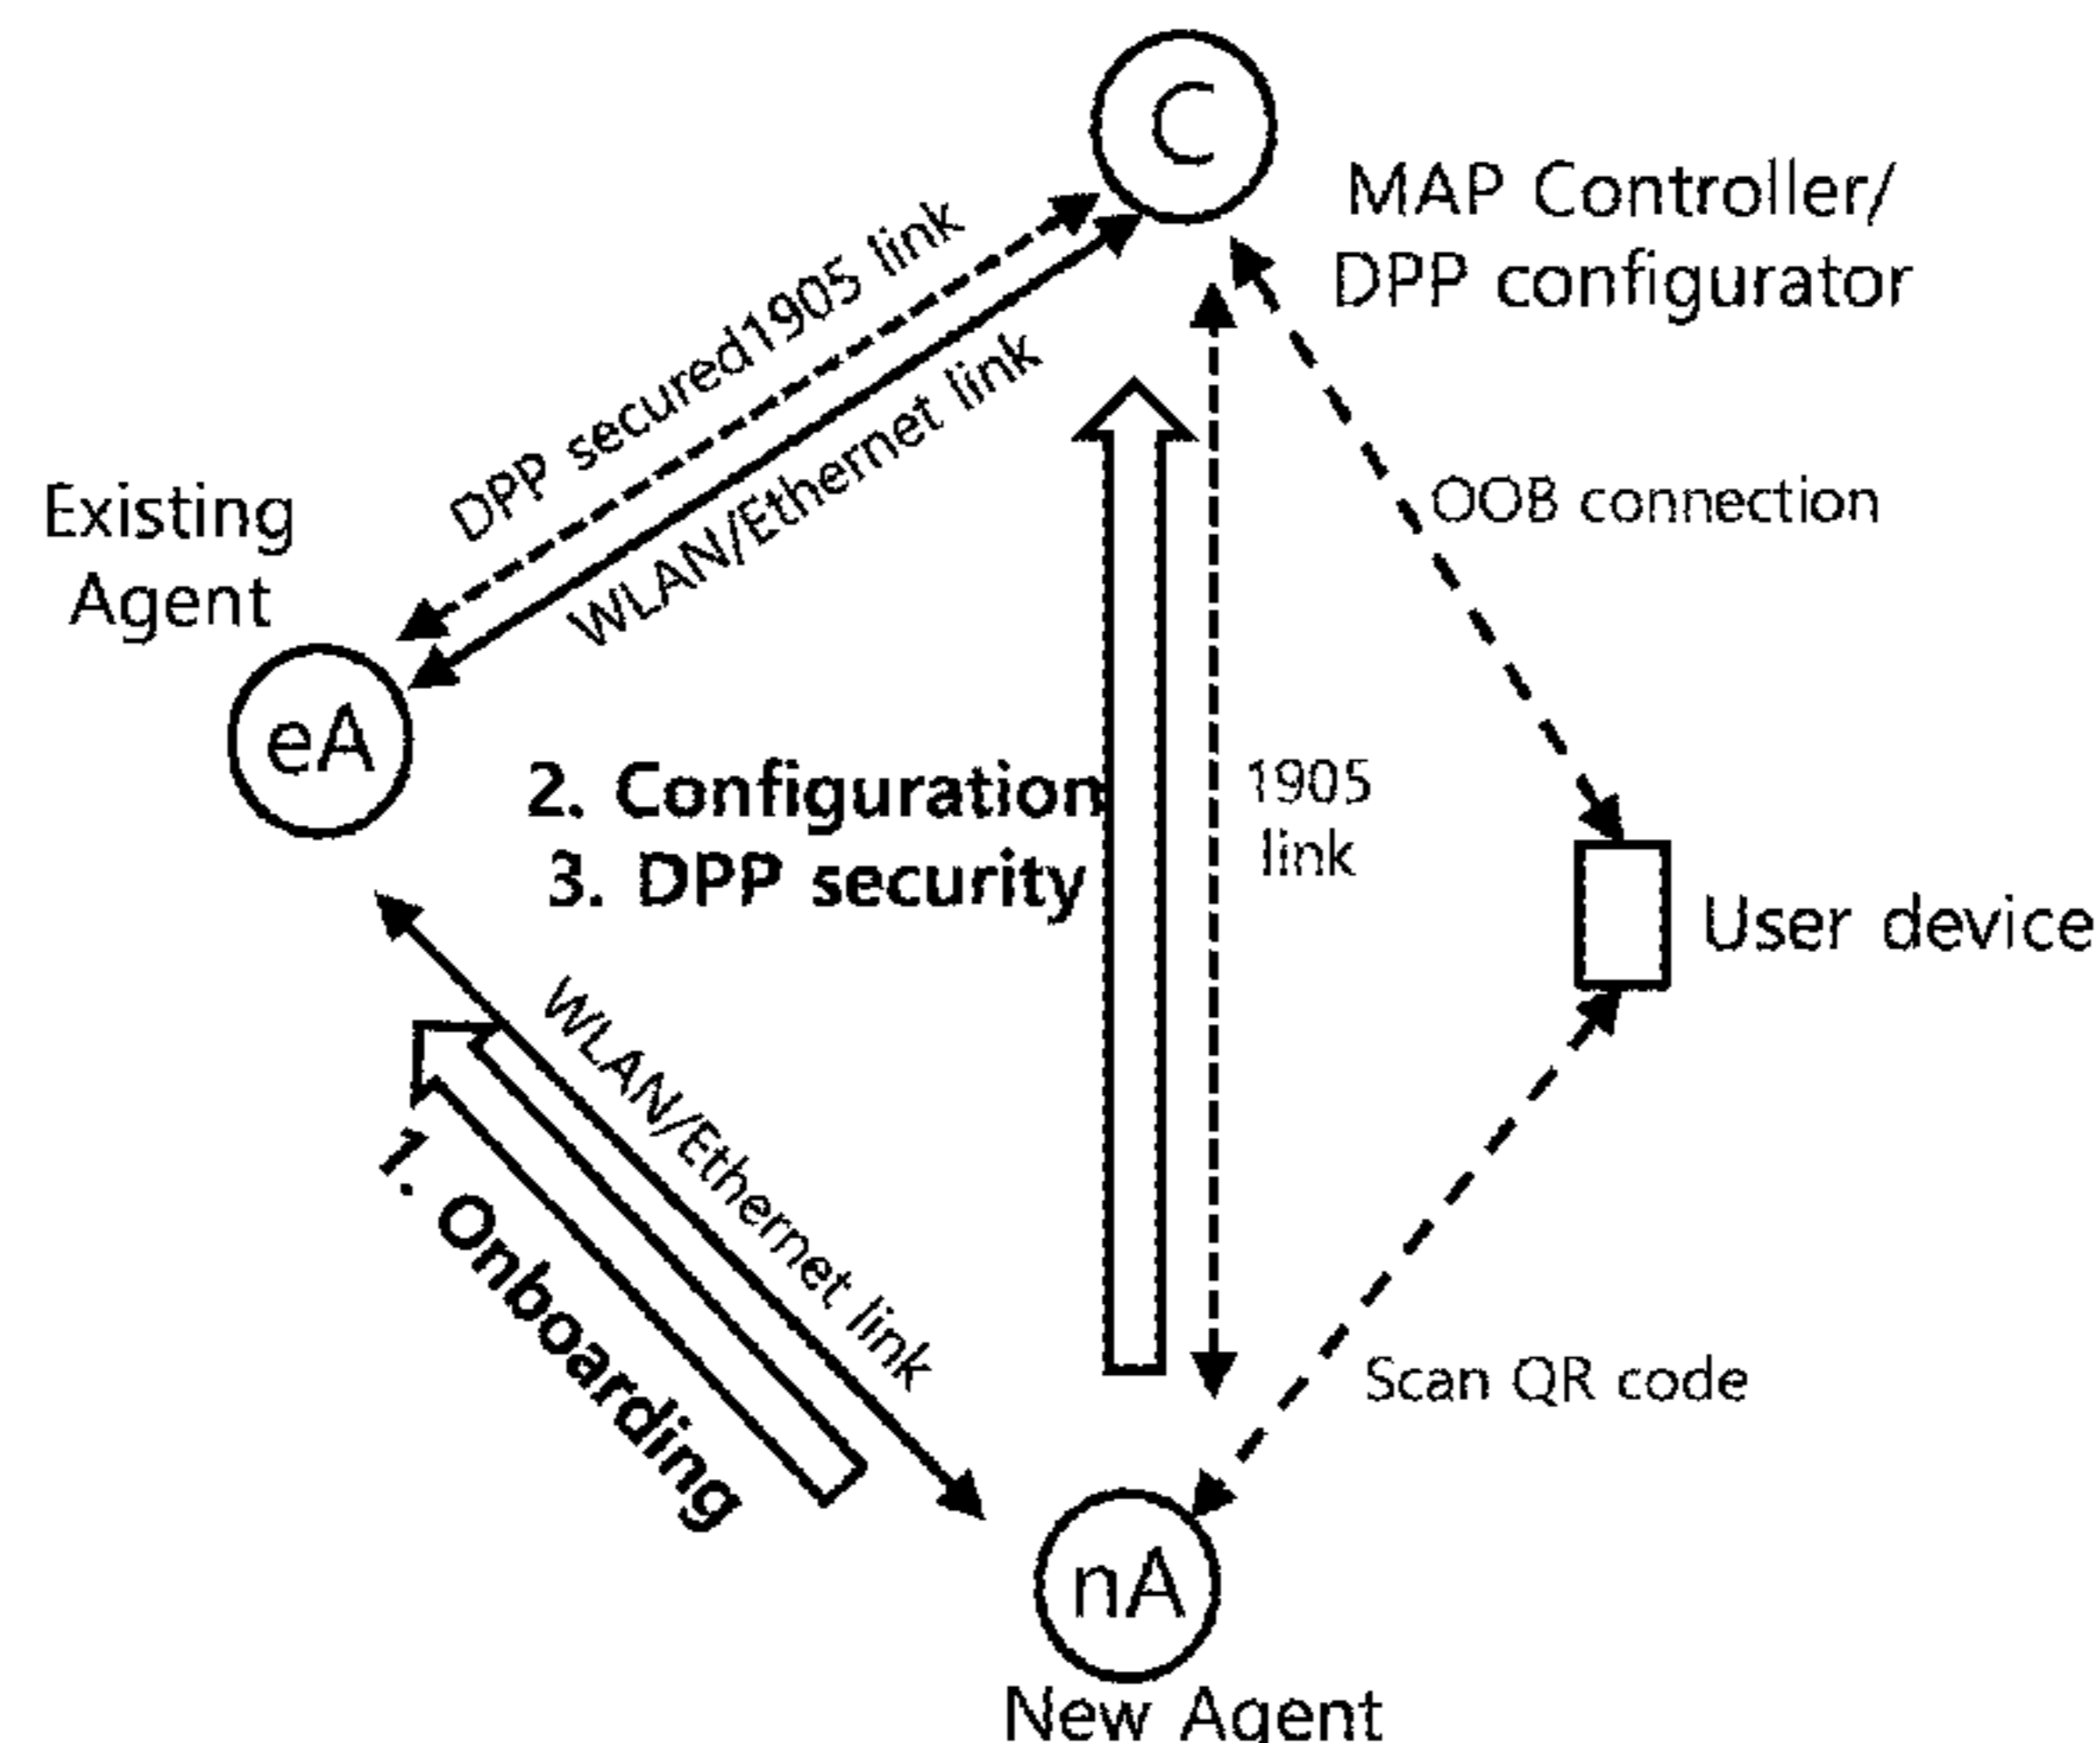 C
MAP Controller/
DPP configurator
DPP secured1905 link
WLAN/Ethernet link
OOB connection
Existing
Agent
eA
2. Configuration
3. DPP security
1905
link
User device
WLAN/Ethernet link
1. Onboarding
Scan QR code
nA
New Agent